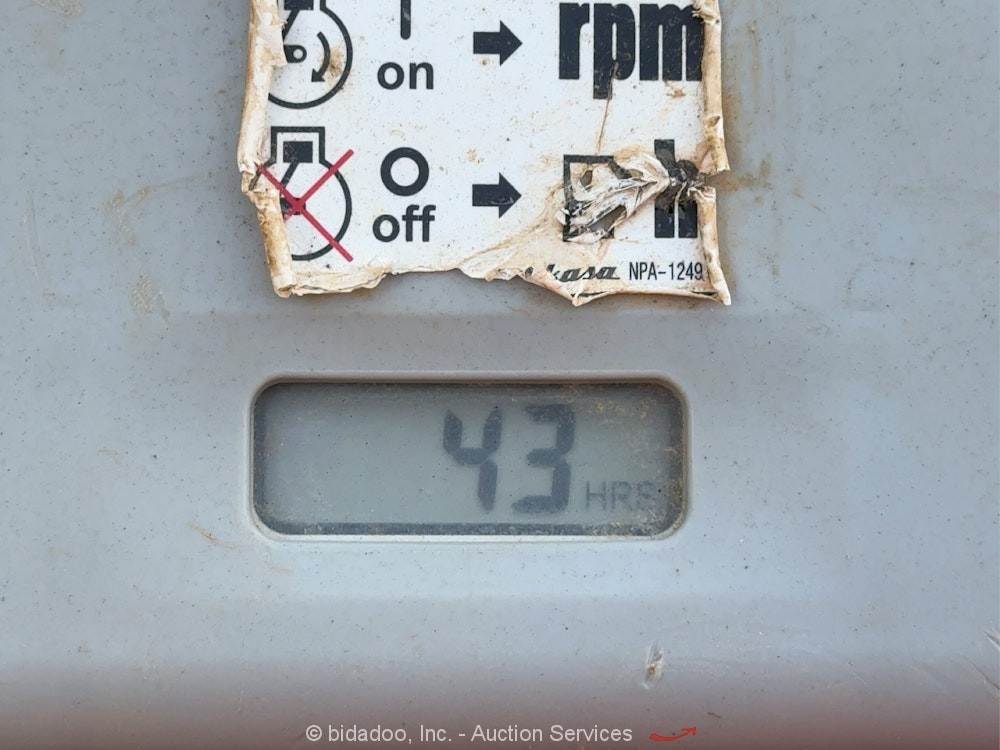 on
rpm
O
off
h
NPA-1249
43 HRS
© bidadoo, Inc. - Auction Services